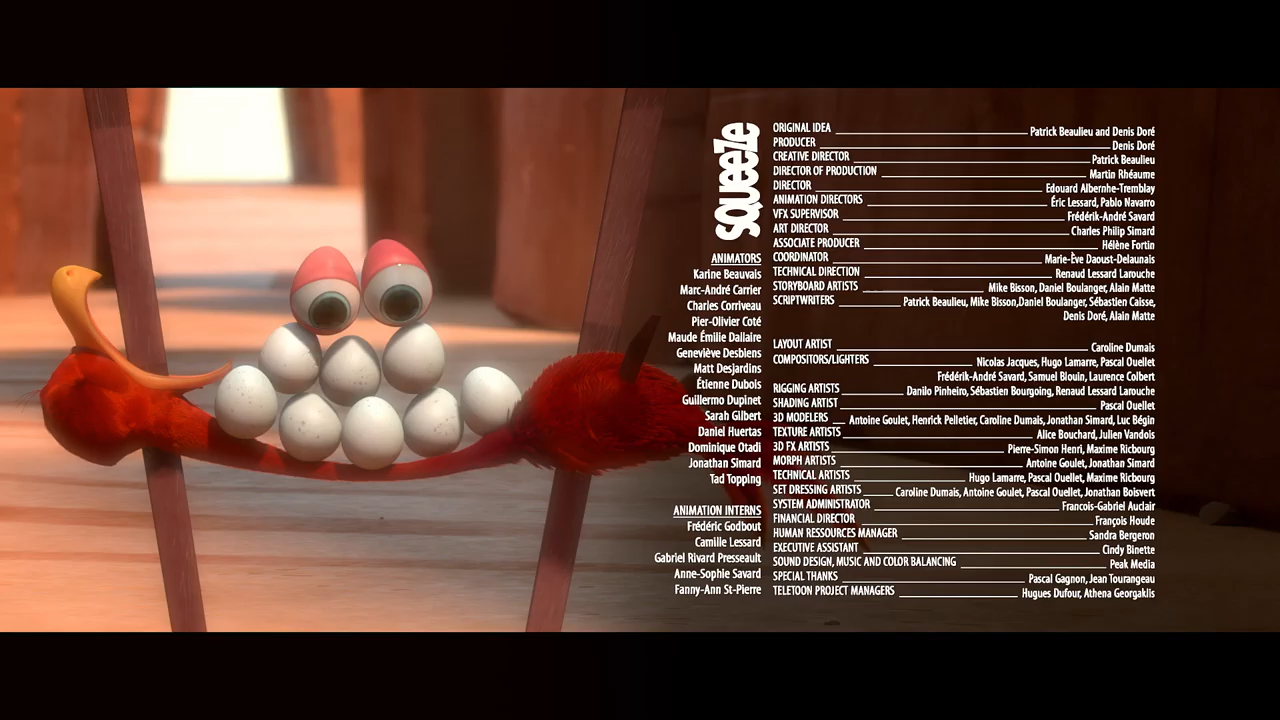 squeeze
ORIGINAL IDEA Patrick Beaulieu and Denis Doré
PRODUCER Denis Doré
CREATIVE DIRECTOR Patrick Beaulieu
DIRECTOR OF PRODUCTION Martin Rhéaume
DIRECTOR Edouard Albernhe-Tremblay
ANIMATION DIRECTORS Éric Lessard, Pablo Navarro
VFX SUPERVISOR Frédérik-André Savard
ART DIRECTOR Charles Philip Simard
ASSOCIATE PRODUCER Hélène Fortin
COORDINATOR Marie-Ève Daoust-Delaunais
TECHNICAL DIRECTION Renaud Lessard Larouche
STORYBOARD ARTISTS Mike Bisson, Daniel Boulanger, Alain Matte
SCRIPTWRITERS Patrick Beaulieu, Mike Bisson,Daniel Boulanger, Sébastien Caisse,
Denis Doré, Alain Matte
LAYOUT ARTIST Caroline Dumais
COMPOSITORS/LIGHTERS Nicolas Jacques, Hugo Lamarre, Pascal Ouellet
Frédérik-André Savard, Samuel Blouin, Laurence Colbert
RIGGING ARTISTS Danilo Pinheiro, Sébastien Bourgoing, Renaud Lessard Larouche
SHADING ARTIST Pascal Ouellet
3D MODELERS Antoine Goulet, Henrick Pelletier, Caroline Dumais, Jonathan Simard, Luc Bégin
TEXTURE ARTISTS Alice Bouchard, Julien Vandois
3D FX ARTISTS Pierre-Simon Henri, Maxime Ricbourg
MORPH ARTISTS Antoine Goulet, Jonathan Simard
TECHNICAL ARTISTS Hugo Lamarre, Pascal Ouellet, Maxime Ricbourg
SET DRESSING ARTISTS Caroline Dumais, Antoine Goulet, Pascal Ouellet, Jonathan Boisvert
SYSTEM ADMINISTRATOR Francois-Gabriel Auclair
FINANCIAL DIRECTOR François Houde
HUMAN RESSOURCES MANAGER Sandra Bergeron
EXECUTIVE ASSISTANT Cindy Binette
SOUND DESIGN, MUSIC AND COLOR BALANCING Peak Media
SPECIAL THANKS Pascal Gagnon, Jean Tourangeau
TELETOON PROJECT MANAGERS Hugues Dufour, Athena Georgaklis
ANIMATORS
Karine Beauvais
Marc-André Carrier
Charles Corriveau
Pier-Olivier Coté
Maude Émilie Dallaire
Geneviève Desbiens
Matt Desjardins
Étienne Dubois
Guillermo Dupinet
Sarah Gilbert
Daniel Huertas
Dominique Otadi
Jonathan Simard
Tad Topping
ANIMATION INTERNS
Frédéric Godbout
Camille Lessard
Gabriel Rivard Presseault
Anne-Sophie Savard
Fanny-Ann St-Pierre